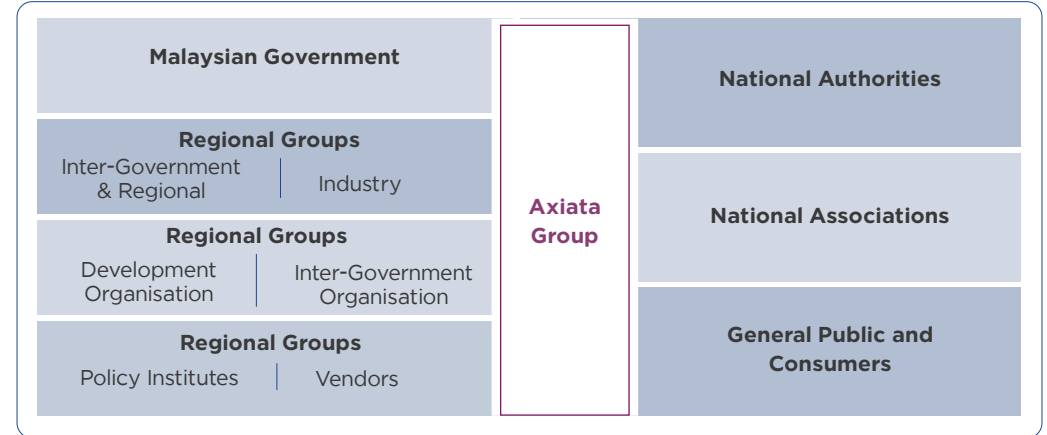 Malaysian Government
Regional Groups
Inter-Government
& Regional
Industry
Regional Groups
Development
Organisation
Inter-Government
Organisation
Regional Groups
Policy Institutes
Vendors
Axiata
Group
National Authorities
National Associations
General Public and
Consumers